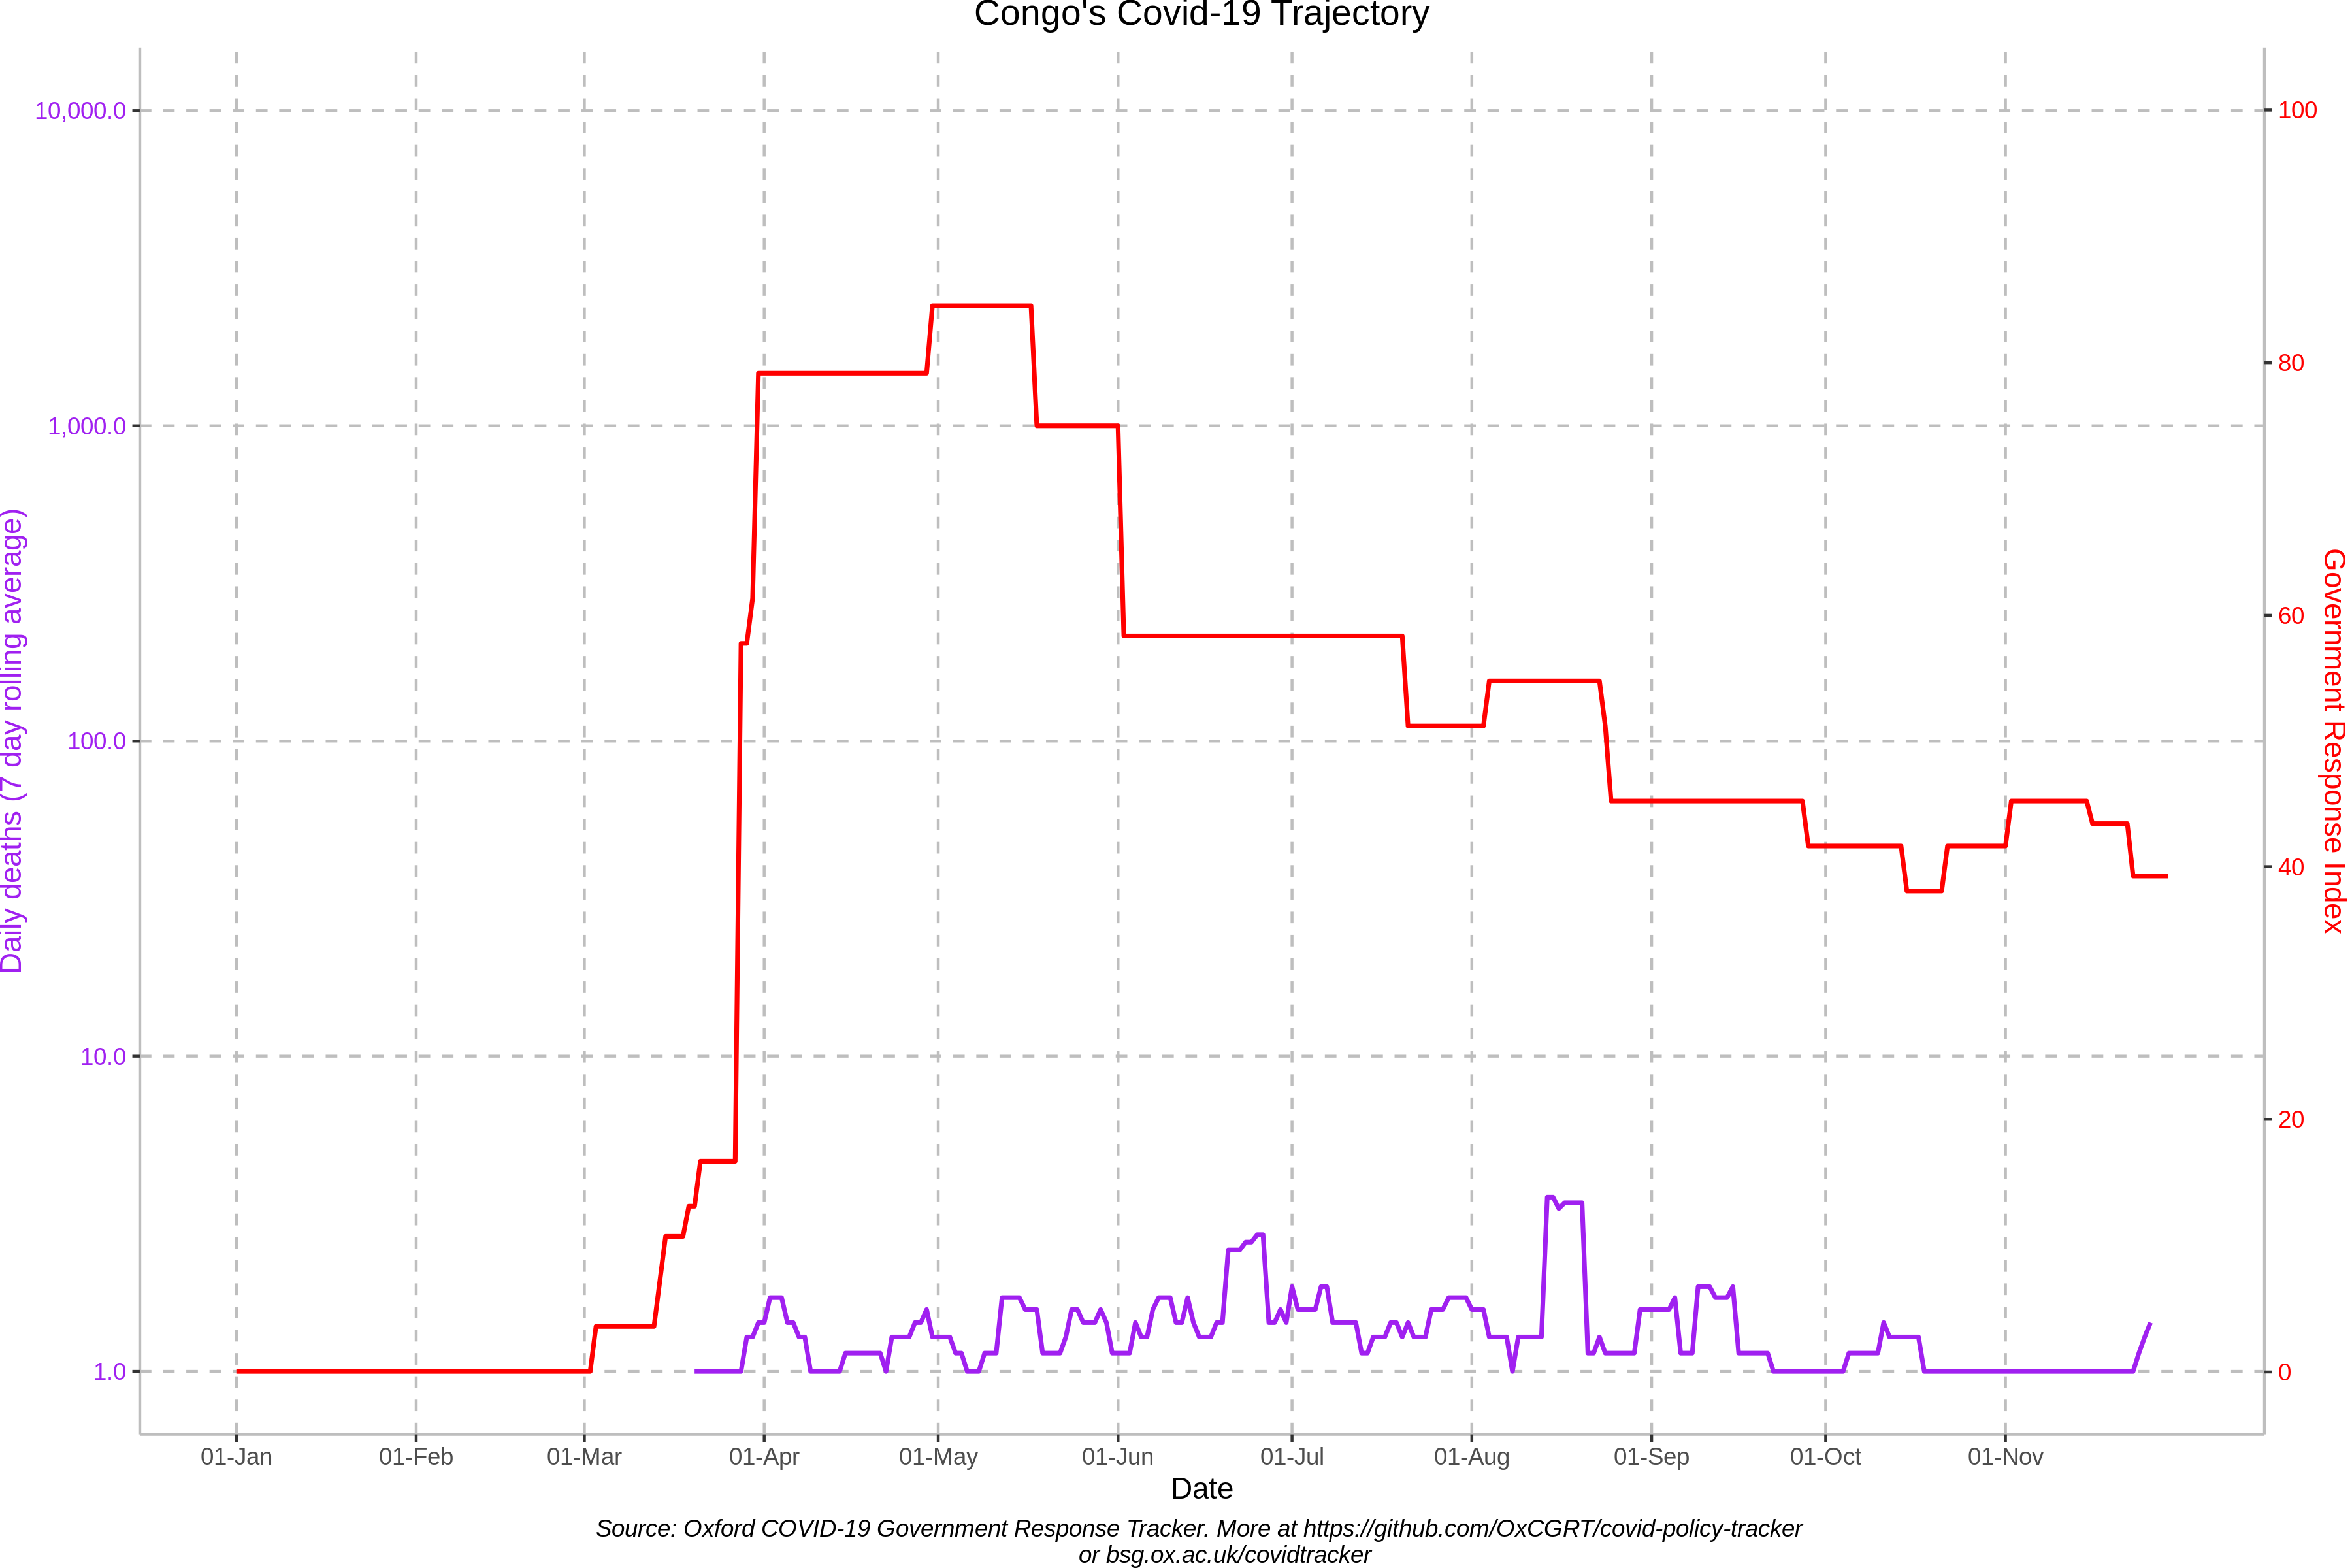 Congo's Covid-19 Trajectory
10,000.0
1,000.0
100.0
10.0
1.0
Daily deaths (7 day rolling average)
100
80
60
40
20
0
Government Response Index
01-Jan 01-Feb 01-Mar 01-Apr 01-May 01-Jun 01-Jul 01-Aug 01-Sep 01-Oct 01-Nov
Date
Source: Oxford COVID-19 Government Response Tracker. More at https://github.com/OxCGRT/covid-policy-tracker
or bsg.ox.ac.uk/covidtracker